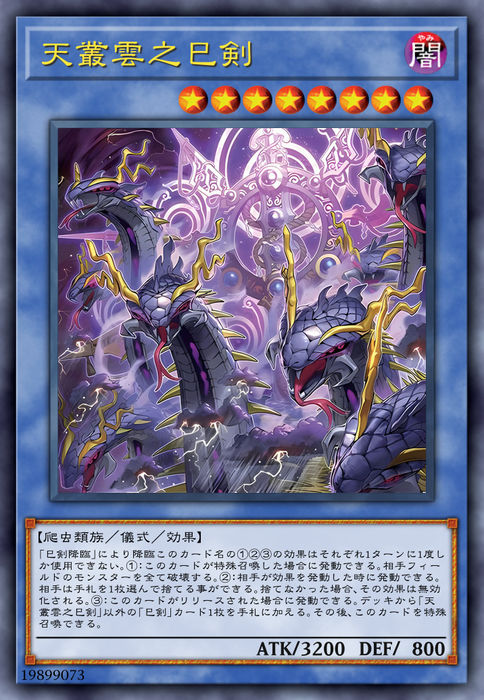 天叢雲之巳剣
やみ
闇
【爬虫類族／儀式／効果】
「巳剣降臨」により降臨このカード名の①②③の効果はそれぞれ1ターンに1度し
か使用できない。①：このカードが特殊召喚した場合に発動できる。相手フィー
ルドのモンスターを全て破壊する。②：相手が効果を発動した時に発動できる。
相手は手札を1枚選んで捨てる事ができる。捨てなかった場合、その効果は無効
化される。③：このカードがリリースされた場合に発動できる。デッキから「天
叢雲之巳剣」以外の「巳剣」カード1枚を手札に加える。その後、このカードを特殊
召喚できる。
ATK/3200 DEF/ 800
19899073